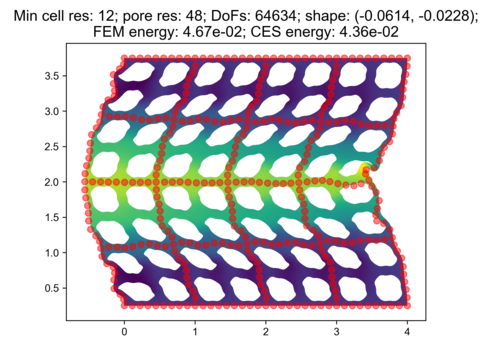 Min cell res: 12; pore res: 48; DoFs: 64634; shape: (-0.0614, -0.0228);
FEM energy: 4.67e-02; CES energy: 4.36e-02
3.5
3.0
2.5
2.0
1.5
1.0
0.5
0 1 2 3 4